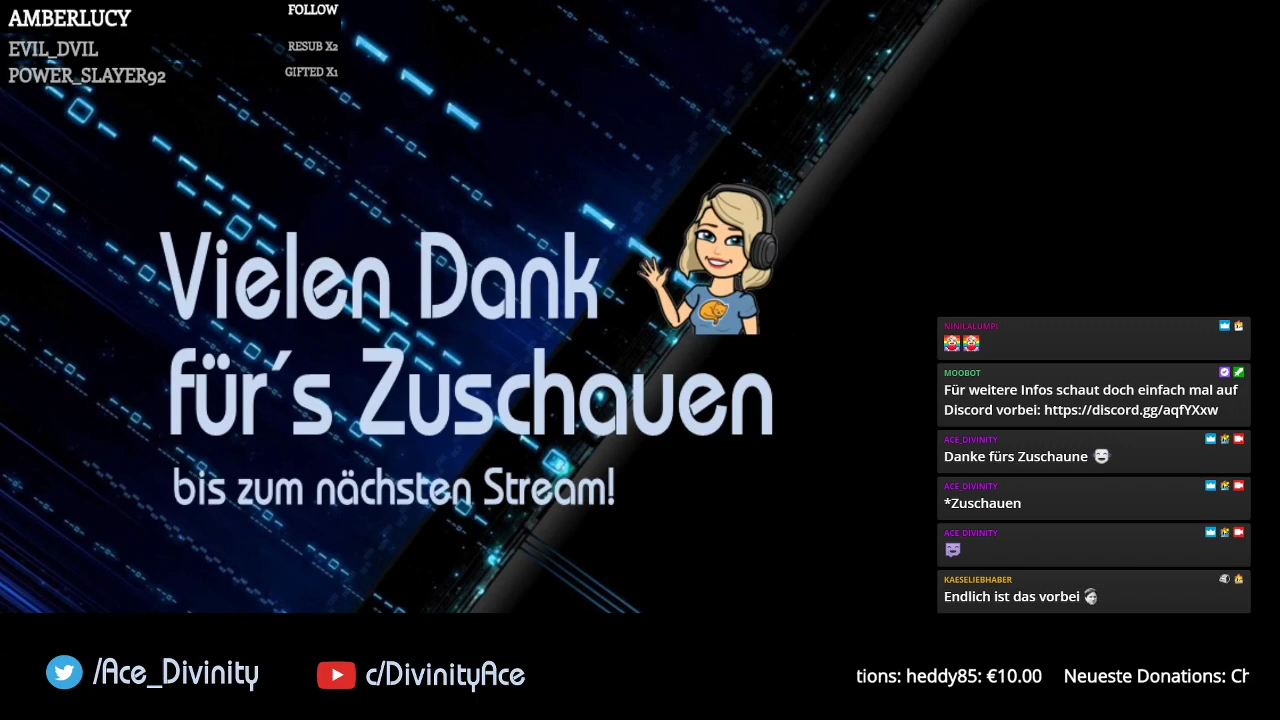 AMBERLUCY FOLLOW
EVIL_DVIL RESUB X2
POWER_SLAYER92 GIFTED X1
Vielen Dank
für´s Zuschauen
bis zum nächsten Stream!
NINILALUMPI
MOOBOT
Für weitere Infos schaut doch einfach mal auf
Discord vorbei: https://discord.gg/aqfYXxw
ACE_DIVINITY
Danke fürs Zuschaune
ACE_DIVINITY
*Zuschauen
ACE_DIVINITY
KAESELIEBHABER
Endlich ist das vorbei
/Ace_Divinity c/DivinityAce tions: heddy85: €10.00 Neueste Donations: Ch